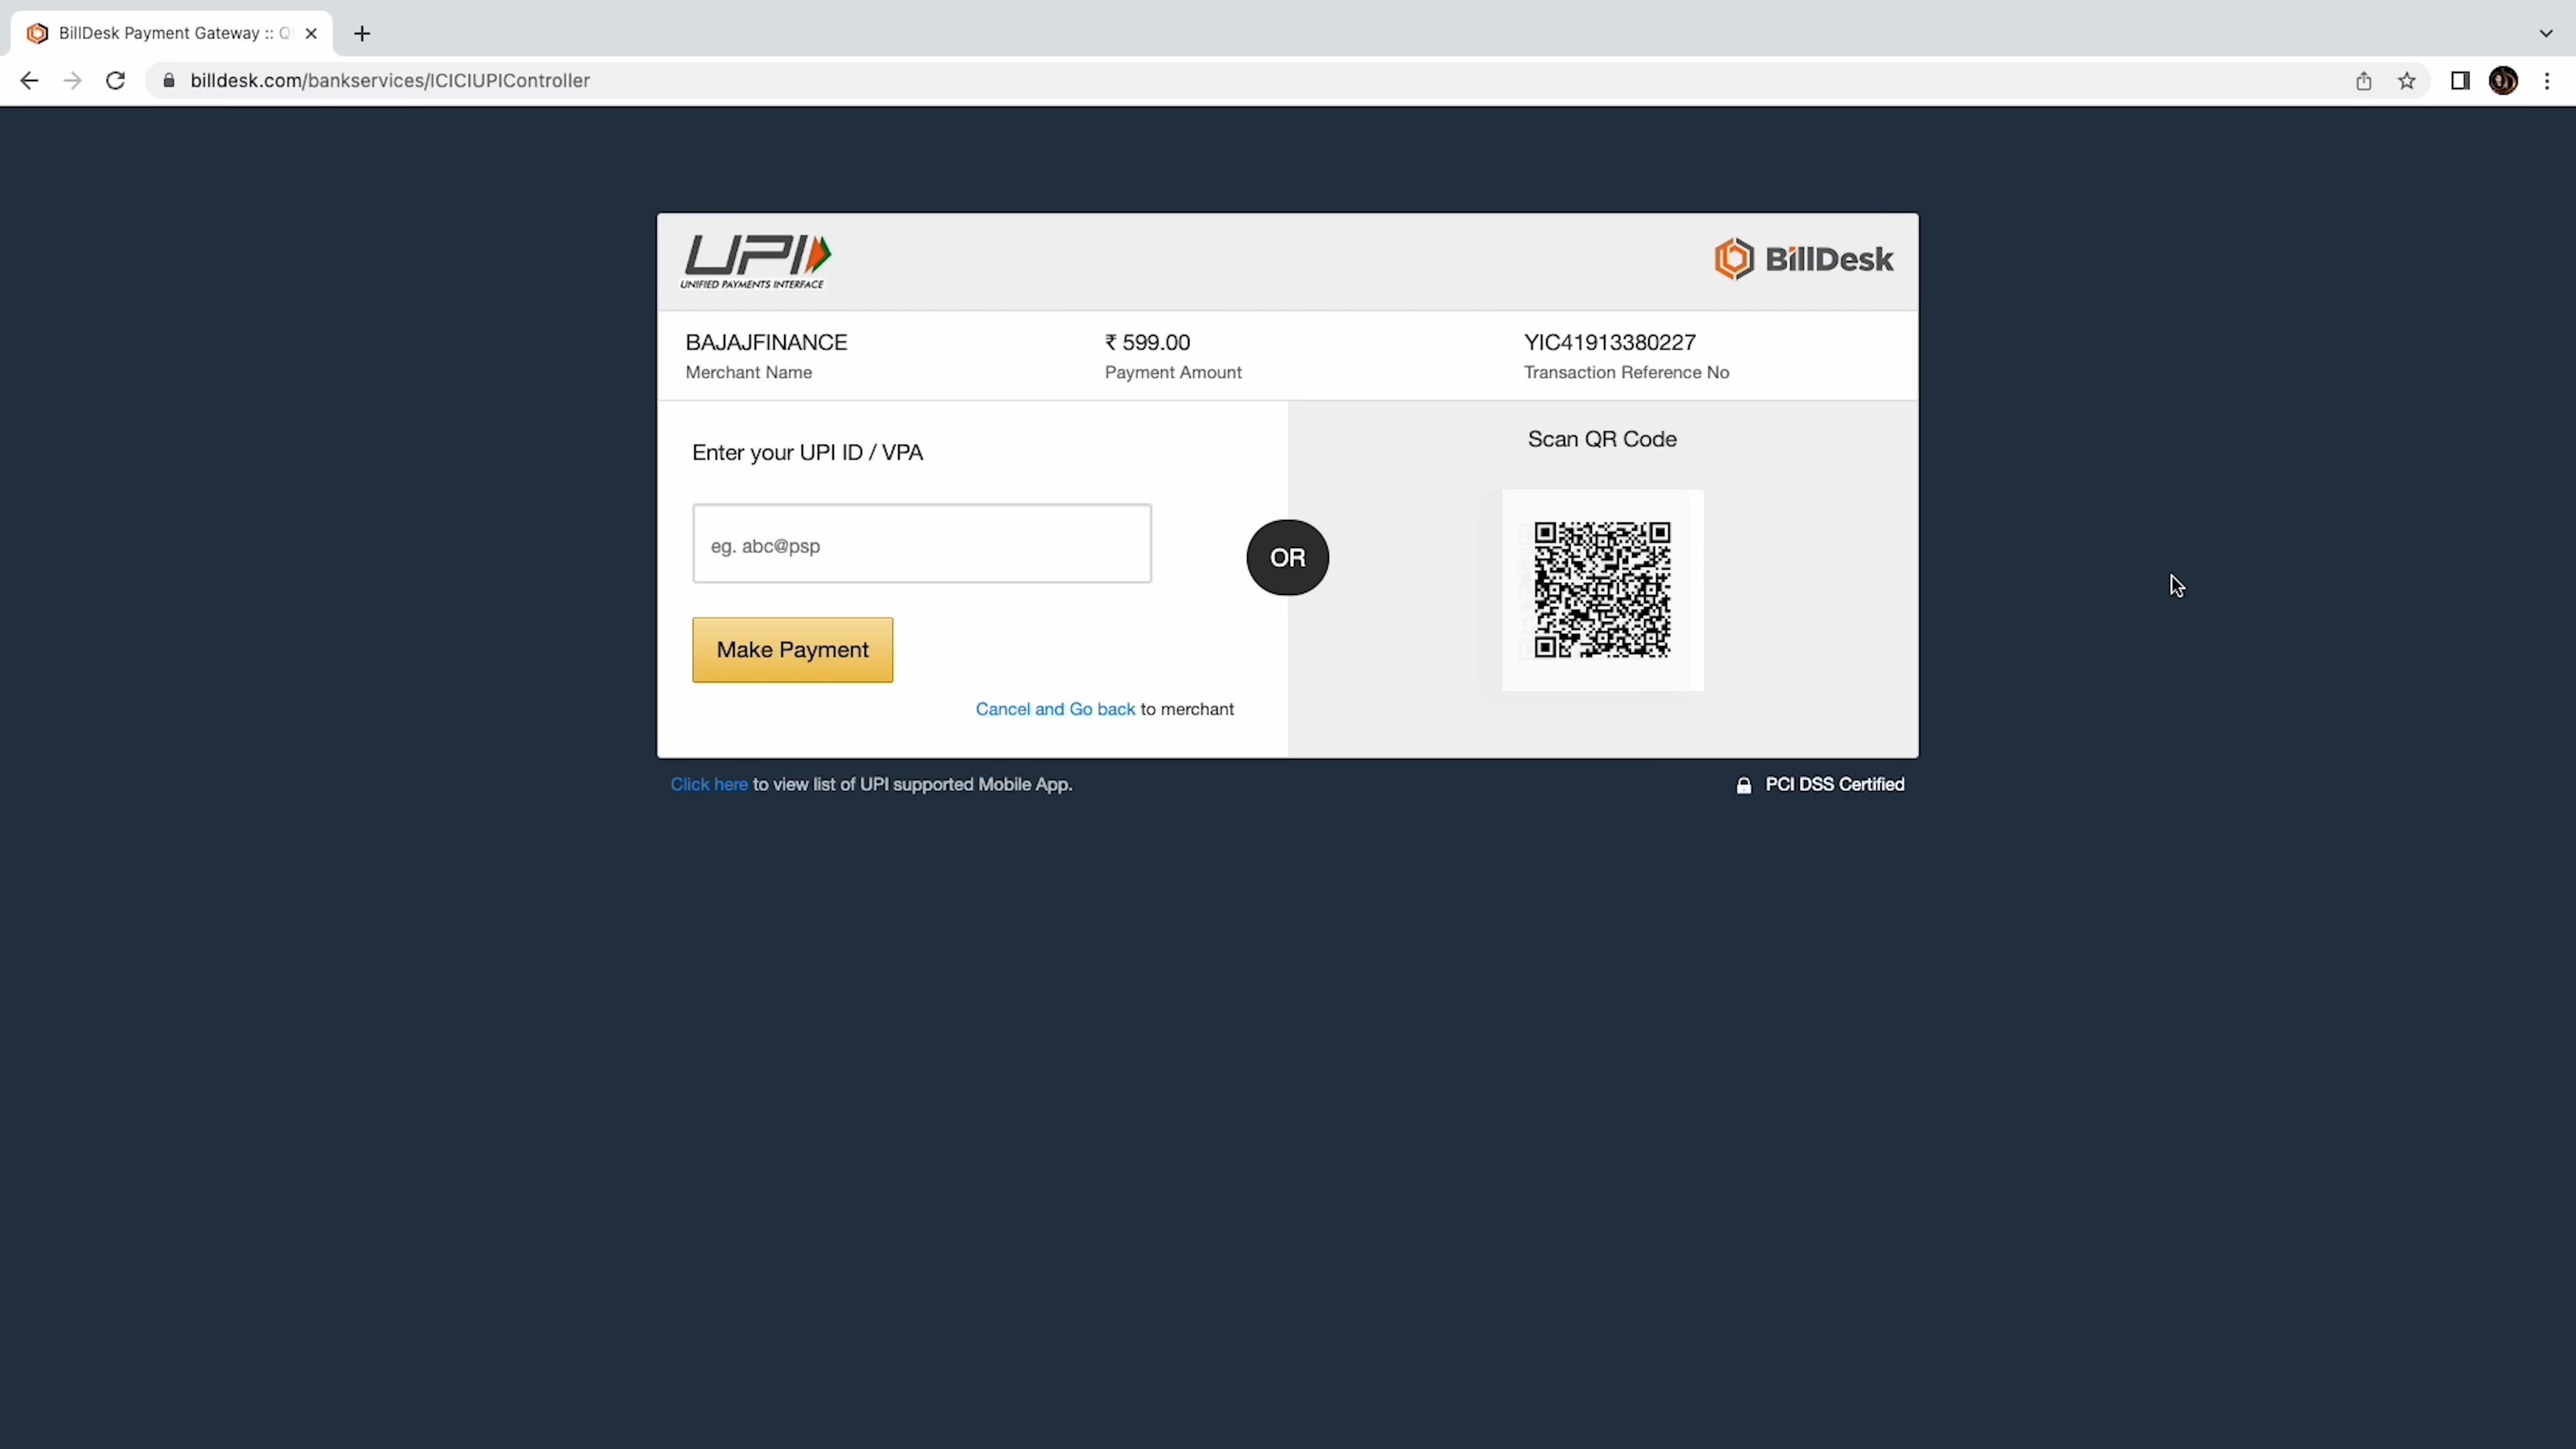 BillDesk Payment Gateway :: Q
billdesk.com/bankservices/ICICIUPIController
UPI
UNIFIED PAYMENTS INTERFACE
BillDesk
BAJAJFINANCE
Merchant Name
₹ 599.00
Payment Amount
YIC41913380227
Transaction Reference No
Enter your UPI ID / VPA
eg. abc@psp
Make Payment
Cancel and Go back to merchant
OR
Scan QR Code
Click here to view list of UPI supported Mobile App.
PCI DSS Certified